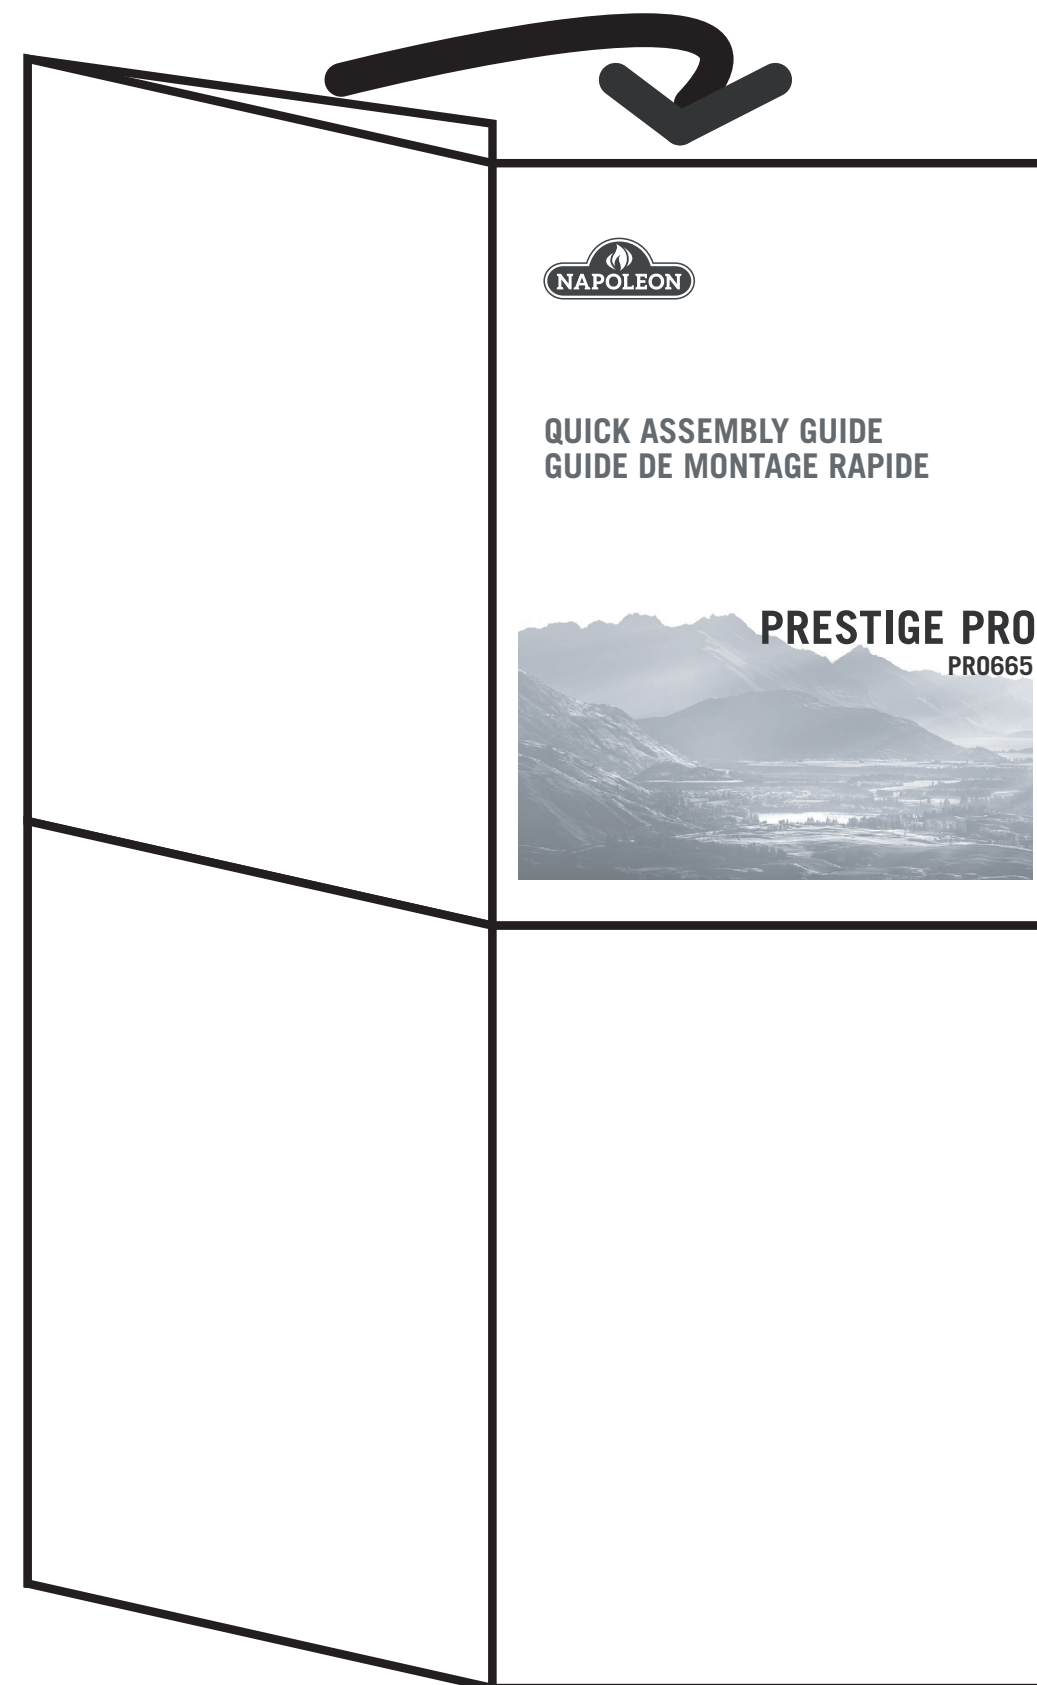 NAPOLEON
QUICK ASSEMBLY GUIDE
GUIDE DE MONTAGE RAPIDE
PRESTIGE PRO
PRO665